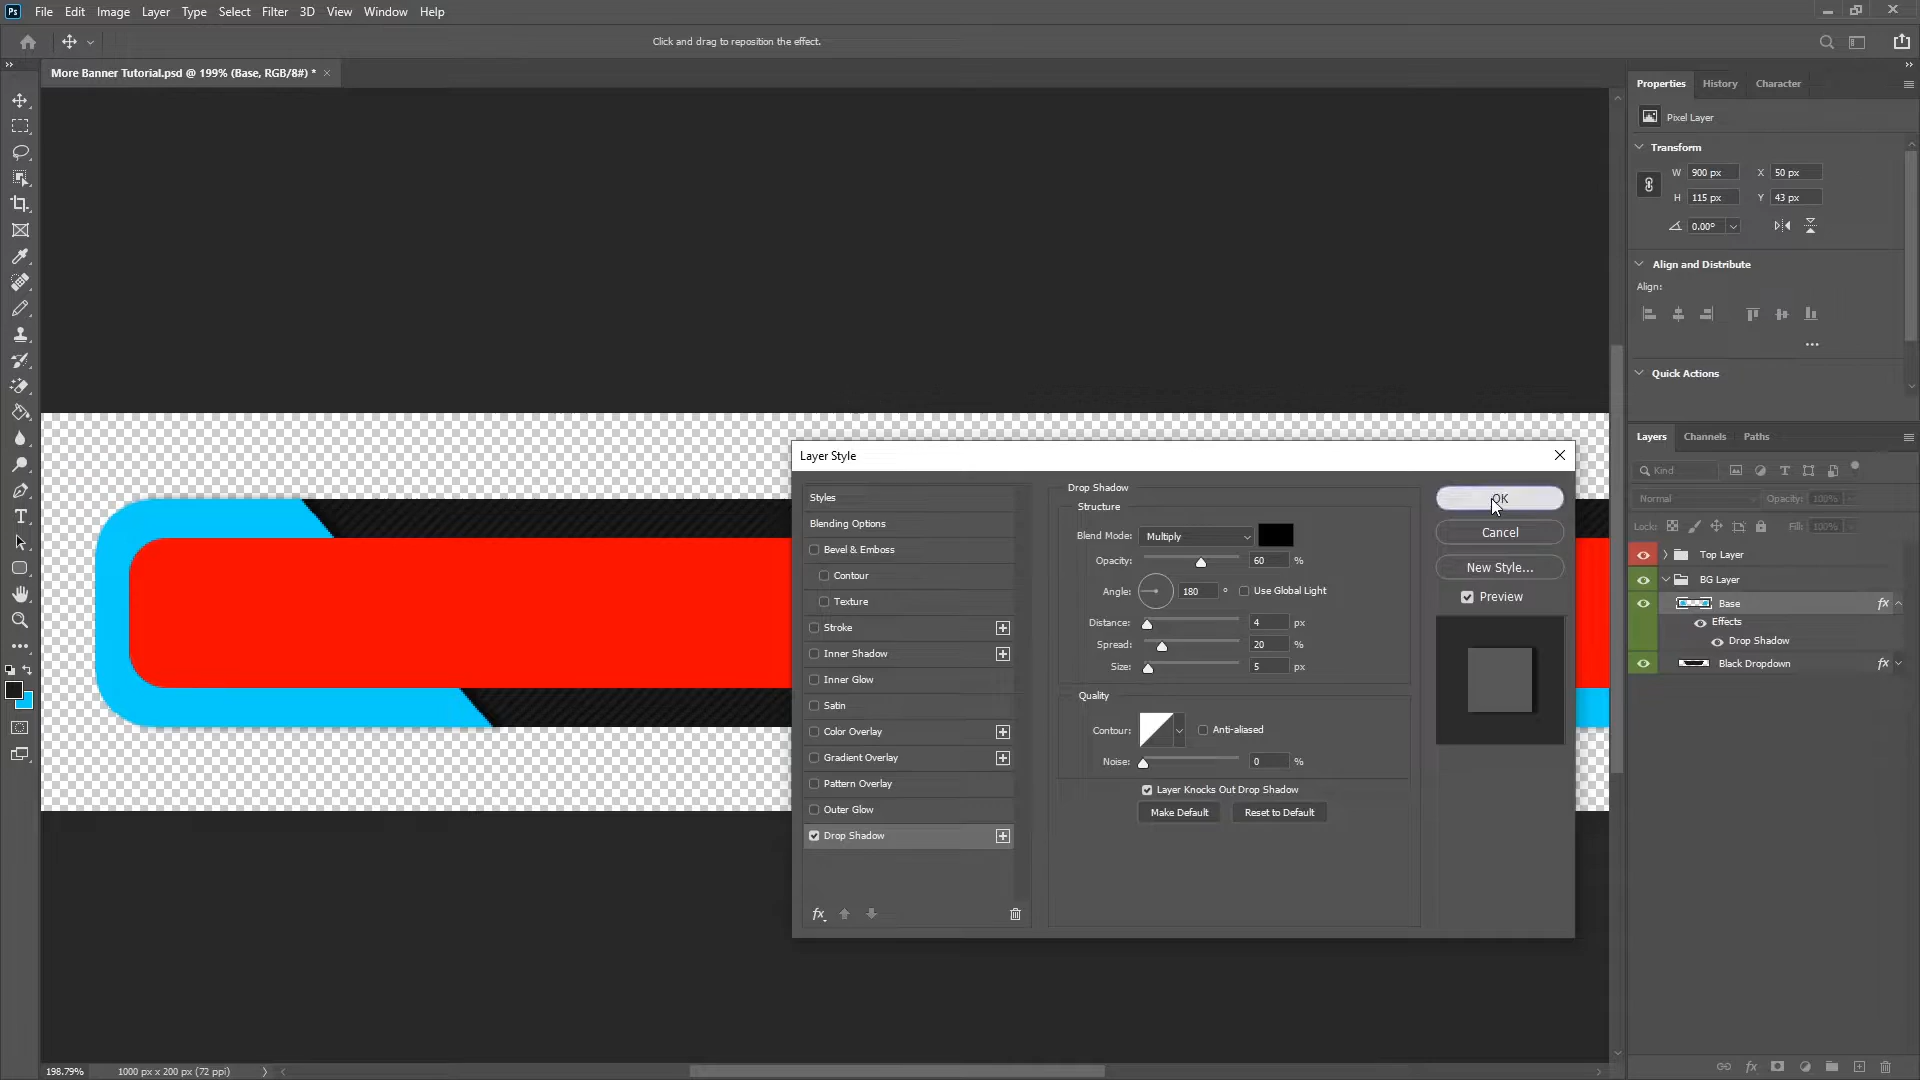 Ps File Edit Image Layer Type Select Filter 3D View Window Help
Click and drag to reposition the effect.
More Banner Tutorial.psd @ 199% (Base, RGB/8#) *
Properties History Character
Pixel Layer
Transform
W 900 px X 50 px
H 115 px Y 43 px
0.00°
Align and Distribute
Align:
Quick Actions
Layers Channels Paths
Kind
Normal Opacity: 100%
Lock: Fill: 100%
Top Layer
BG Layer
Base fx
Effects
Drop Shadow
Black Dropdown fx
Layer Style
Styles
Blending Options
Bevel & Emboss
Contour
Texture
Stroke
Inner Shadow
Inner Glow
Satin
Color Overlay
Gradient Overlay
Pattern Overlay
Outer Glow
Drop Shadow
fx
Drop Shadow
Structure
Blend Mode: Multiply
Opacity: 60 %
Angle: 180 ° Use Global Light
Distance: 4 px
Spread: 20 %
Size: 5 px
Quality
Contour: Anti-aliased
Noise: 0 %
Layer Knocks Out Drop Shadow
Make Default Reset to Default
OK
Cancel
New Style...
Preview
198.79% 1000 px x 200 px (72 ppi)
fx